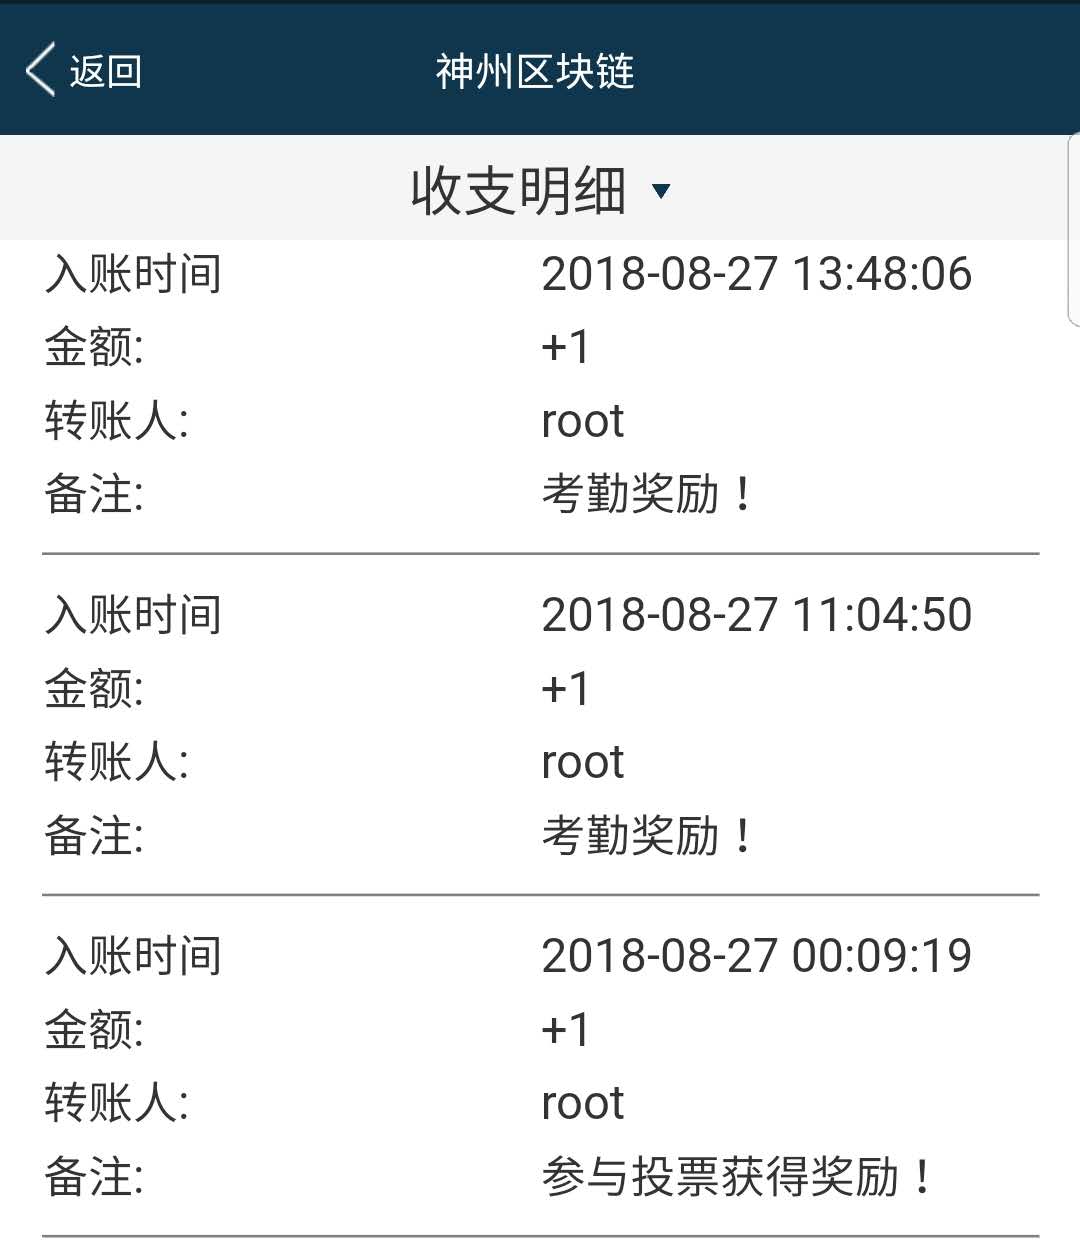 返回 神州区块链
收支明细
入账时间 2018-08-27 13:48:06
金额: +1
转账人: root
备注: 考勤奖励！
入账时间 2018-08-27 11:04:50
金额: +1
转账人: root
备注: 考勤奖励！
入账时间 2018-08-27 00:09:19
金额: +1
转账人: root
备注: 参与投票获得奖励！